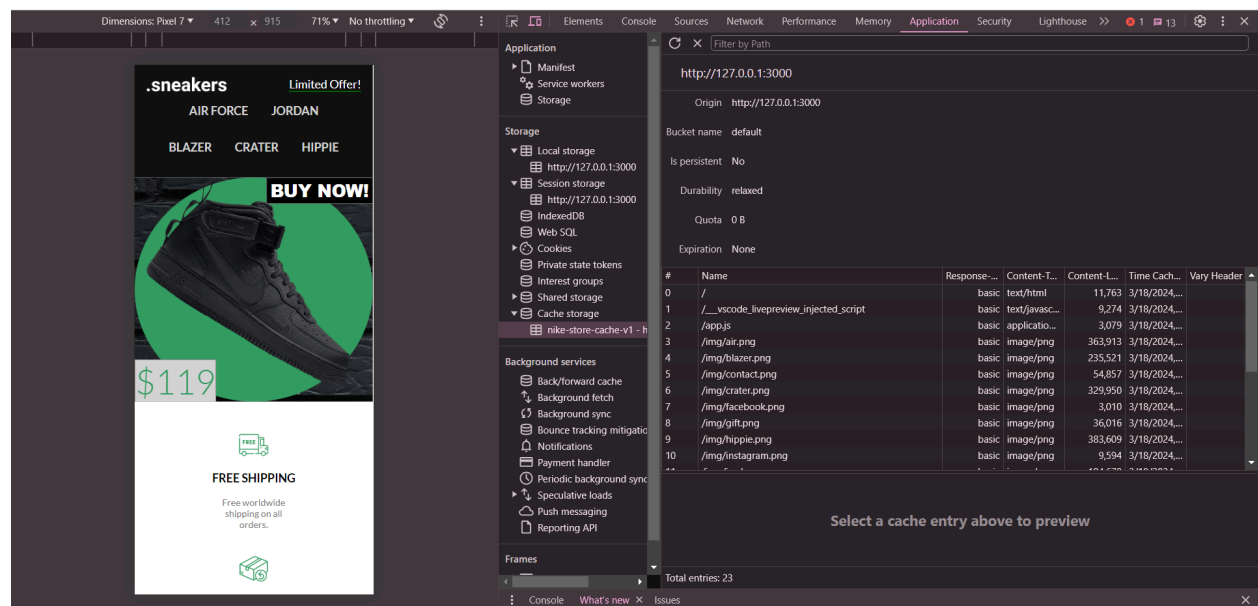 Dimensions: Pixel 7 ▼ 412 × 915 71% ▼ No throttling ▼
Elements Console Sources Network Performance Memory Application Security Lighthouse 1 13
.sneakers Limited Offer!
AIR FORCE JORDAN
BLAZER CRATER HIPPIE
BUY NOW!
$119
FREE
FREE SHIPPING
Free worldwide
shipping on all
orders.
Application
Manifest
Service workers
Storage
Storage
Local storage
http://127.0.0.1:3000
Session storage
http://127.0.0.1:3000
IndexedDB
Web SQL
Cookies
Private state tokens
Interest groups
Shared storage
Cache storage
nike-store-cache-v1 - h
Background services
Back/forward cache
Background fetch
Background sync
Bounce tracking mitigatio
Notifications
Payment handler
Periodic background sync
Speculative loads
Push messaging
Reporting API
Frames
Filter by Path
http://127.0.0.1:3000
Origin http://127.0.0.1:3000
Bucket name default
Is persistent No
Durability relaxed
Quota 0 B
Expiration None
# Name Response-... Content-T... Content-L... Time Cach... Vary Header
0 / basic text/html 11,763 3/18/2024,...
1 /__vscode_livepreview_injected_script basic text/javasc... 9,274 3/18/2024,...
2 /app.js basic applicatio... 3,079 3/18/2024,...
3 /img/air.png basic image/png 363,913 3/18/2024,...
4 /img/blazer.png basic image/png 235,521 3/18/2024,...
5 /img/contact.png basic image/png 54,857 3/18/2024,...
6 /img/crater.png basic image/png 329,950 3/18/2024,...
7 /img/facebook.png basic image/png 3,010 3/18/2024,...
8 /img/gift.png basic image/png 36,016 3/18/2024,...
9 /img/hippie.png basic image/png 383,609 3/18/2024,...
10 /img/instagram.png basic image/png 9,594 3/18/2024,...
Select a cache entry above to preview
Total entries: 23
Console What's new Issues